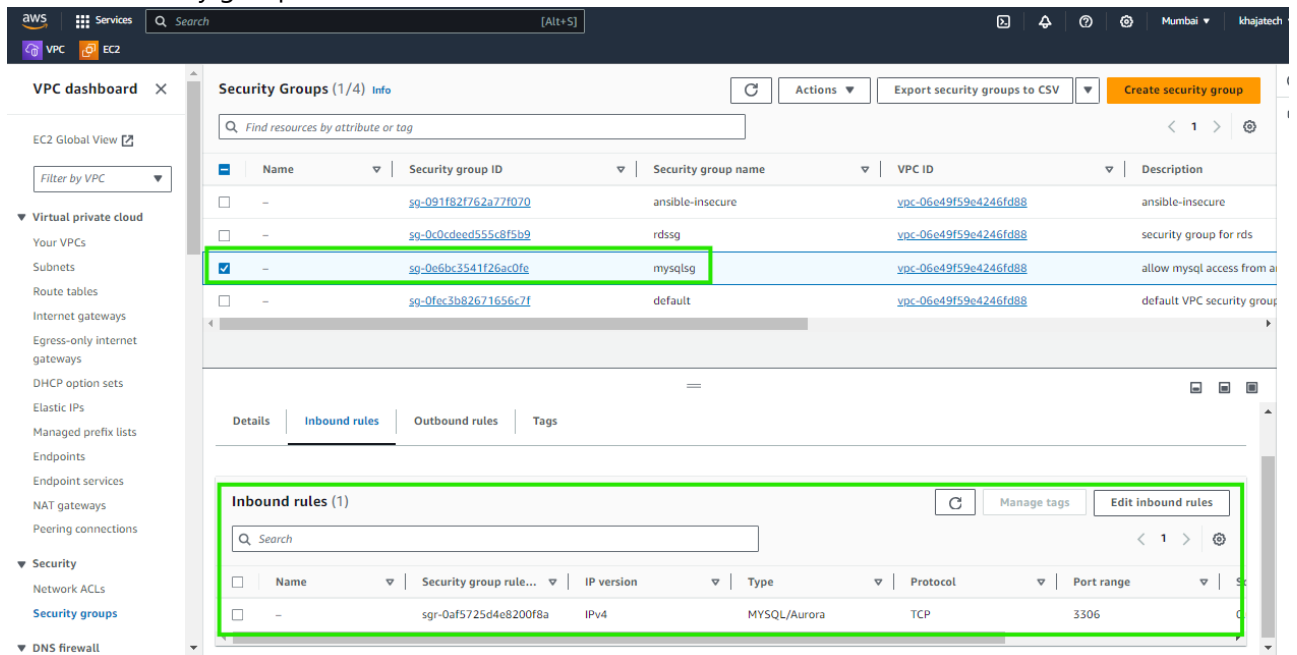 aws Services Search [Alt+S] Mumbai khajatech
VPC EC2
VPC dashboard
EC2 Global View
Filter by VPC
Virtual private cloud
Your VPCs
Subnets
Route tables
Internet gateways
Egress-only internet
gateways
DHCP option sets
Elastic IPs
Managed prefix lists
Endpoints
Endpoint services
NAT gateways
Peering connections
Security
Network ACLs
Security groups
DNS firewall
Security Groups (1/4) Info Actions Export security groups to CSV Create security group
Find resources by attribute or tag 1
Name Security group ID Security group name VPC ID Description
– sg-091f82f762a77f070 ansible-insecure vpc-06e49f59e4246fd88 ansible-insecure
– sg-0c0cdeed555c8f5b9 rdssg vpc-06e49f59e4246fd88 security group for rds
– sg-0e6bc3541f26ac0fe mysqlsg vpc-06e49f59e4246fd88 allow mysql access from
– sg-0fec3b82671656c7f default vpc-06e49f59e4246fd88 default VPC security group
Details Inbound rules Outbound rules Tags
Inbound rules (1) Manage tags Edit inbound rules
Search 1
Name Security group rule... IP version Type Protocol Port range
– sgr-0af5725d4e8200f8a IPv4 MYSQL/Aurora TCP 3306